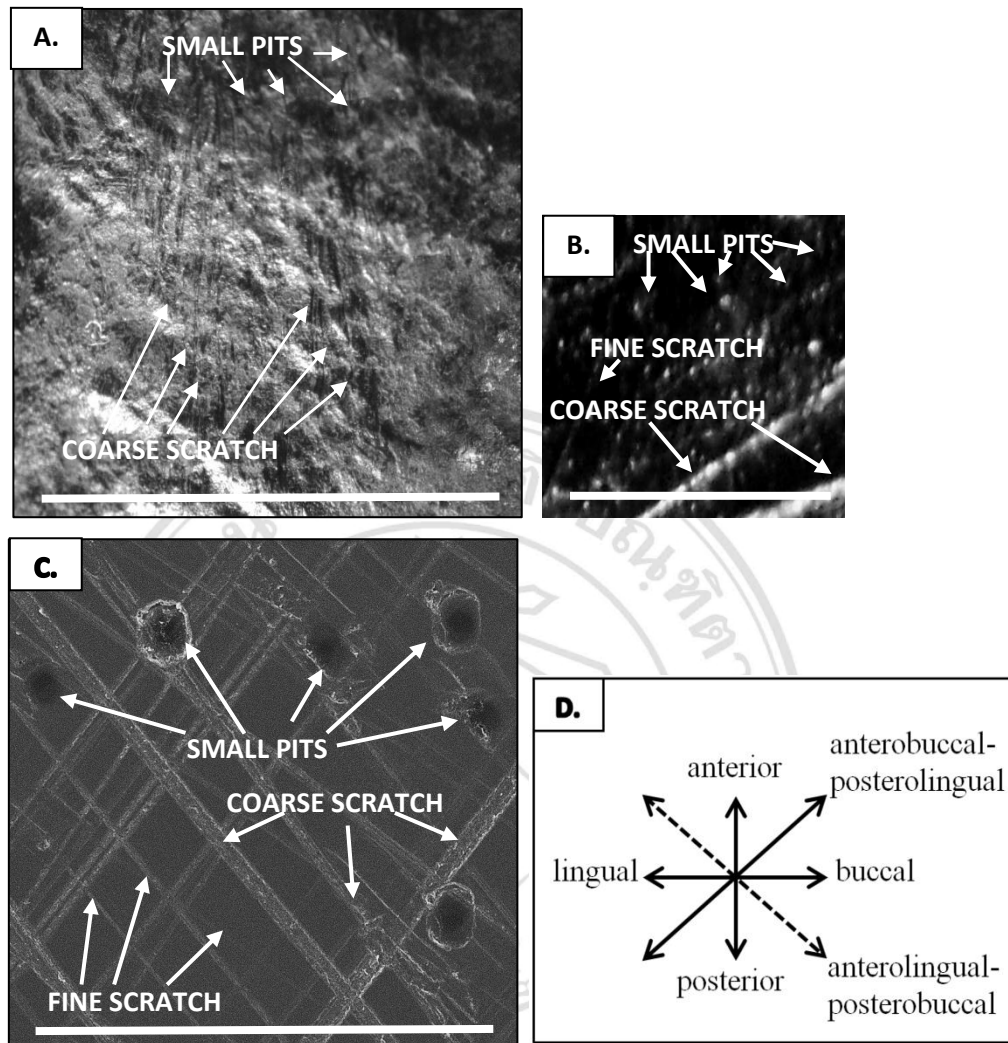 A.
SMALL PITS
COARSE SCRATCH
B.
SMALL PITS
FINE SCRATCH
COARSE SCRATCH
C.
SMALL PITS
COARSE SCRATCH
FINE SCRATCH
D.
anterior
anterobuccal-
posterolingual
lingual
buccal
posterior
anterolingual-
posterobuccal